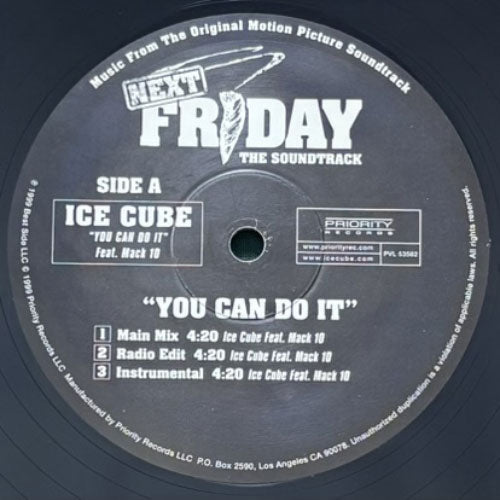 Music From The Original Motion Picture Soundtrack
NEXT
FRIDAY
THE SOUNDTRACK
SIDE A
ICE CUBE
"YOU CAN DO IT"
Feat. Mack 10
PRIORITY
RECORDS
www.priorityrec.com
www.icecube.com
PVL 53562
"YOU CAN DO IT"
1 Main Mix 4:20 Ice Cube Feat. Mack 10
2 Radio Edit 4:20 Ice Cube Feat. Mack 10
3 Instrumental 4:20 Ice Cube Feat. Mack 10
℗ 1999 Best Side LLC © 1999 Priority Records LLC Manufactured by Priority Records LLC P.O. Box 2590, Los Angeles CA 90078. Unauthorized duplication is a violation of applicable laws. All rights reserved.